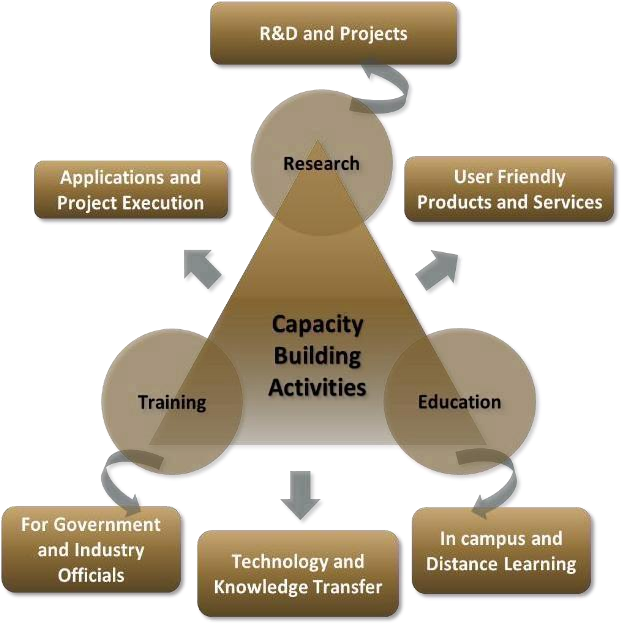 R&D and Projects
Research
Applications and
Project Execution
User Friendly
Products and Services
Capacity
Building
Activities
Training
Education
For Government
and Industry
Officials
Technology and
Knowledge Transfer
In campus and
Distance Learning